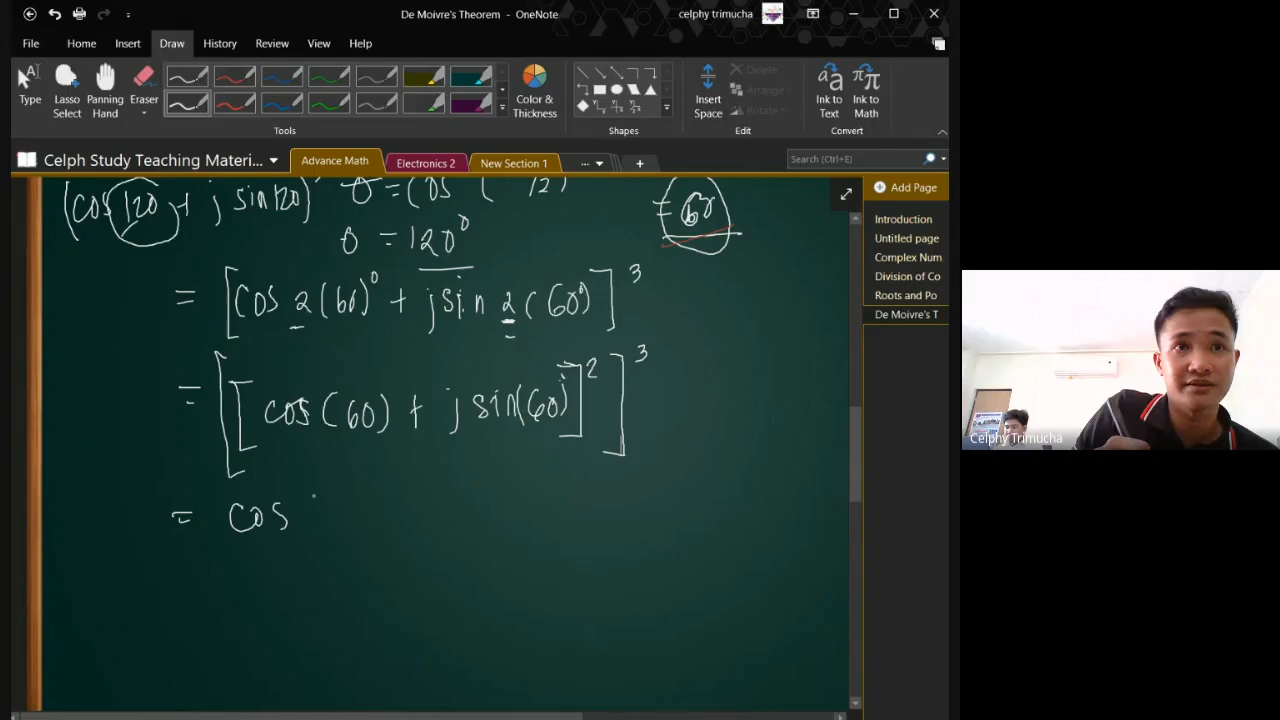 De Moivre's Theorem - OneNote
celphy trimucha
File Home Insert Draw History Review View Help
Type
Lasso Select
Panning Hand
Eraser
Color & Thickness
Insert Space
Delete
Arrange
Rotate
Ink to Text
Ink to Math
Tools
Shapes
Edit
Convert
Celph Study Teaching Materi...
Advance Math
Electronics 2
New Section 1
...
+
Search (Ctrl+E)
Add Page
Introduction
Untitled page
Complex Num
Division of Co
Roots and Po
De Moivre's T
(cos 120 + j sin 120)
θ = 120°
= 60
= [cos 2(60)° + j sin 2(60°)]³
= [[cos(60) + j sin(60)]²]³
= cos
Celphy Trimucha